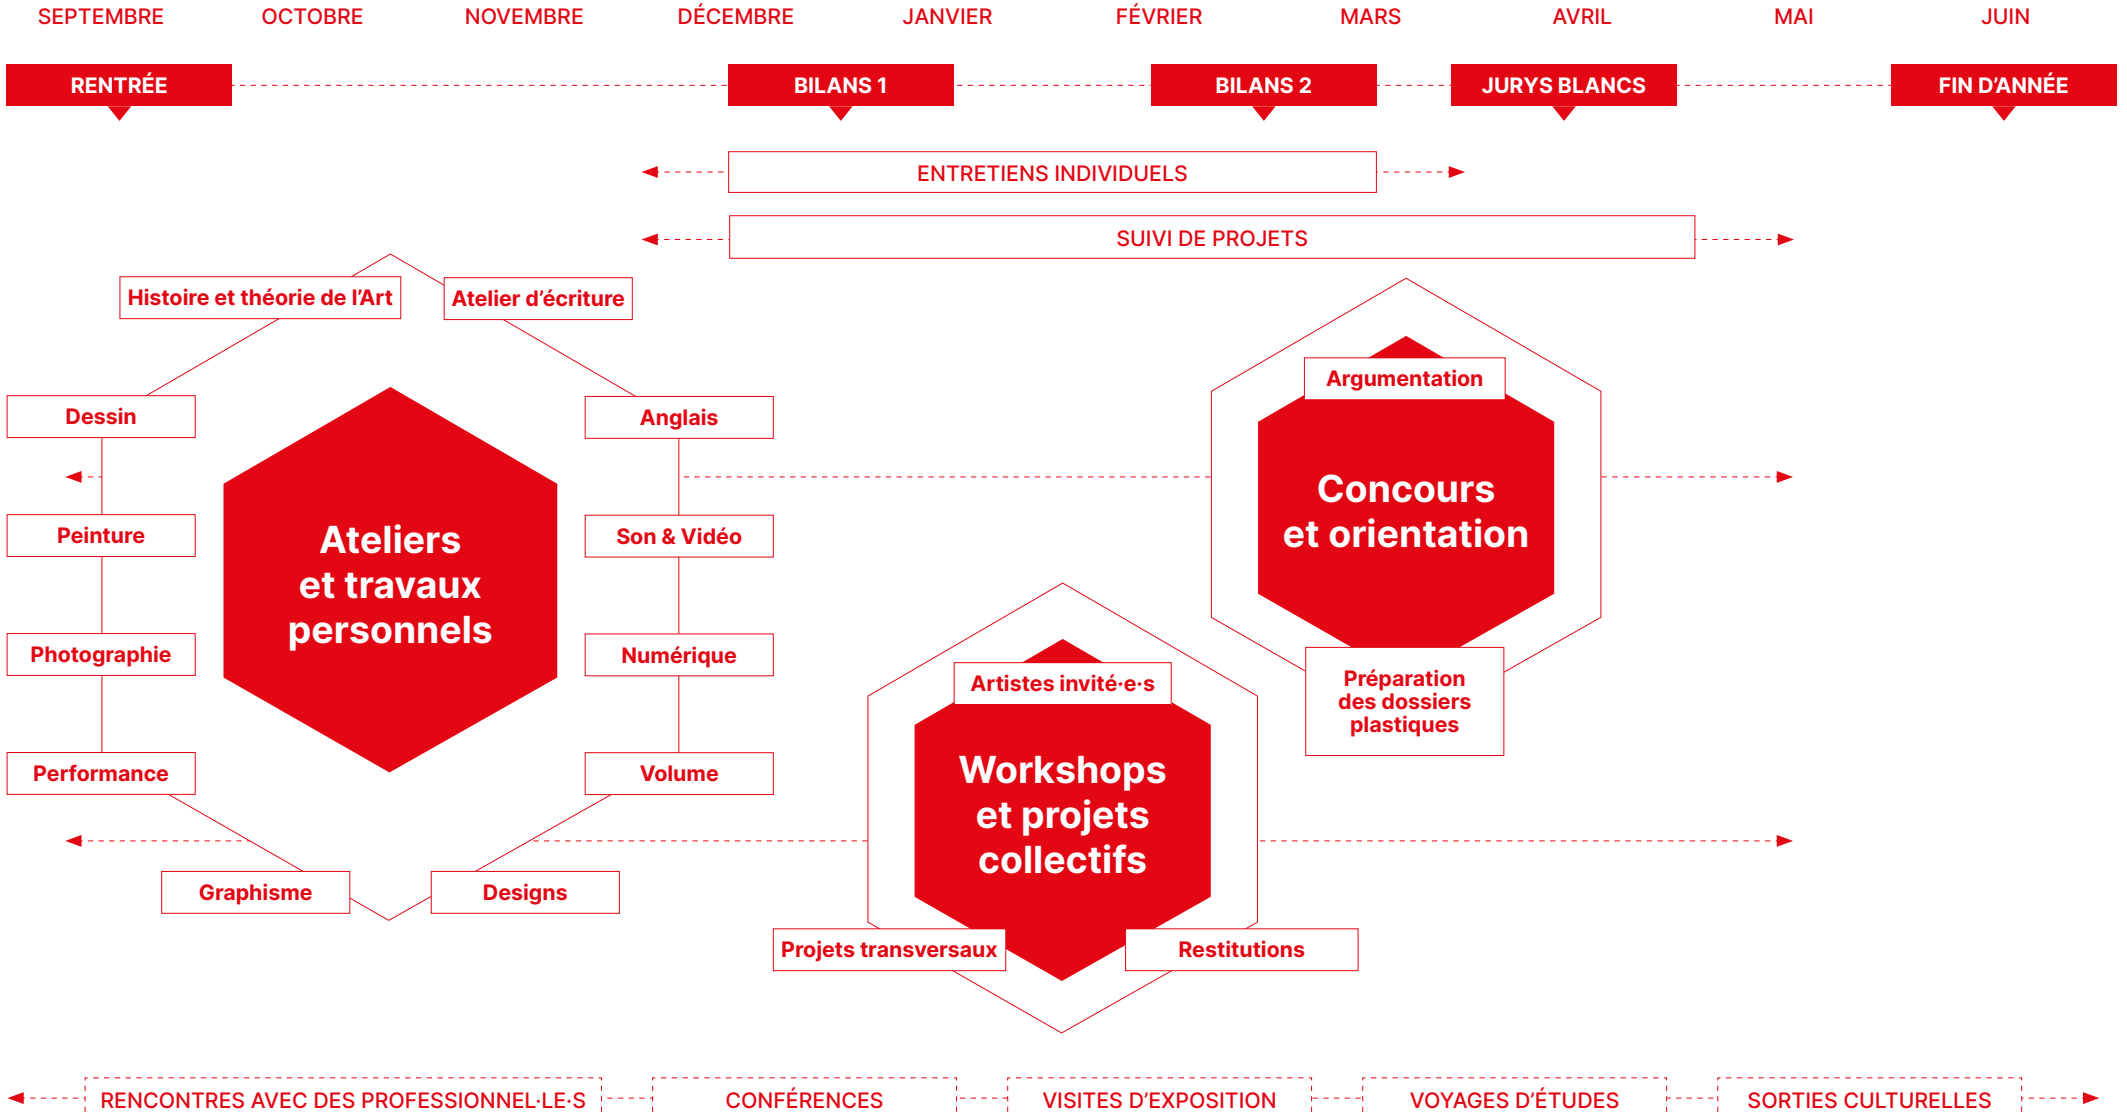 SEPTEMBRE OCTOBRE NOVEMBRE DÉCEMBRE JANVIER FÉVRIER MARS AVRIL MAI JUIN
RENTRÉE BILANS 1 BILANS 2 JURYS BLANCS FIN D'ANNÉE
ENTRETIENS INDIVIDUELS
SUIVI DE PROJETS
Histoire et théorie de l'Art
Atelier d'écriture
Dessin
Anglais
Peinture
Son & Vidéo
Photographie
Numérique
Performance
Volume
Graphisme
Designs
Ateliers
et travaux
personnels
Argumentation
Concours
et orientation
Préparation
des dossiers
plastiques
Artistes invité·e·s
Workshops
et projets
collectifs
Projets transversaux
Restitutions
RENCONTRES AVEC DES PROFESSIONNEL·LE·S CONFÉRENCES VISITES D'EXPOSITION VOYAGES D'ÉTUDES SORTIES CULTURELLES